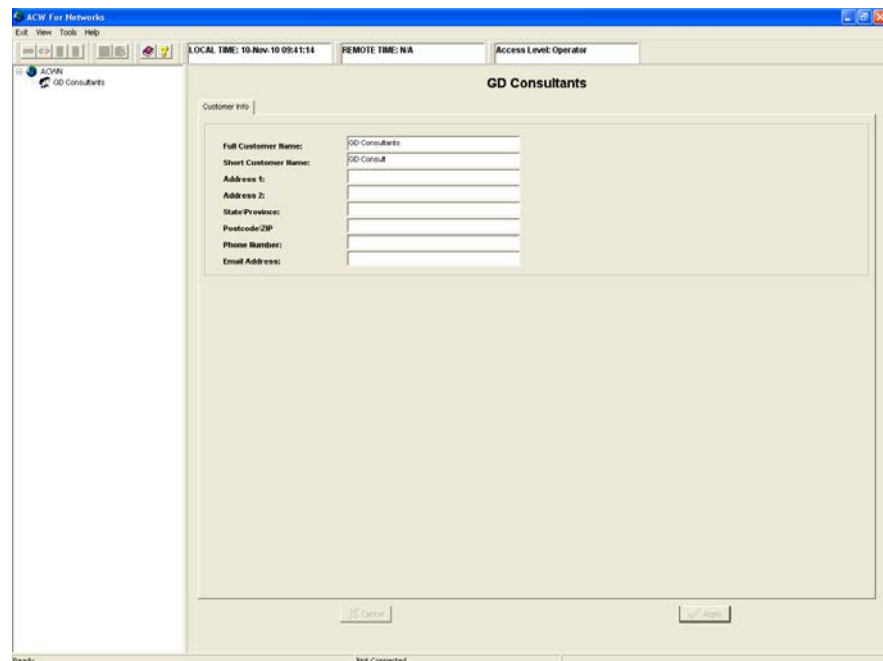 ACW For Networks
Exit View Tools Help
LOCAL TIME: 10-Nov-10 09:41:14
REMOTE TIME: N/A
Access Level: Operator
ACWN
GD Consultants
GD Consultants
Customer Info
Full Customer Name: GD Consultants
Short Customer Name: GD Consult
Address 1:
Address 2:
State\Province:
Postcode\ZIP
Phone Number:
Email Address:
Cancel
Apply
Ready
Not Connected